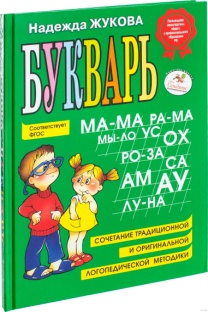 Надежда ЖУКОВА
БУКВАРЬ
Соответствует
ФГОС
МА-МА РА-МА
МЫ-ЛО УС ОХ
РО-ЗА СА
АМ АУ
ЛУ-НА
СОЧЕТАНИЕ ТРАДИЦИОННОЙ
И ОРИГИНАЛЬНОЙ
ЛОГОПЕДИЧЕСКОЙ МЕТОДИКИ